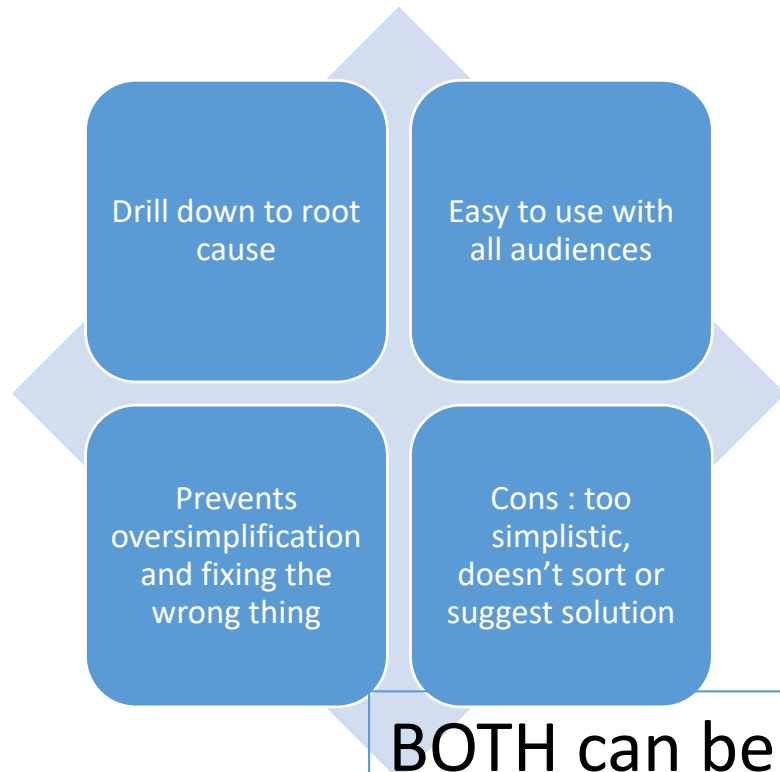 Drill down to root
cause
Easy to use with
all audiences
Prevents
oversimplification
and fixing the
wrong thing
Cons : too
simplistic,
doesn’t sort or
suggest solution
BOTH can be